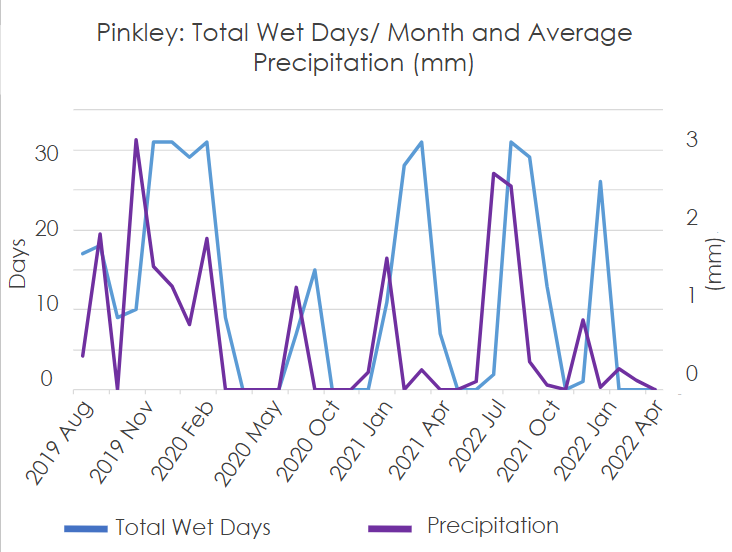 Pinkley: Total Wet Days/ Month and Average
Precipitation (mm)
30
20
10
0
Days
3
2
1
0
(mm)
2019 Aug
2019 Nov
2020 Feb
2020 May
2020 Oct
2021 Jan
2021 Apr
2022 Jul
2021 Oct
2022 Jan
2022 Apr
Total Wet Days
Precipitation